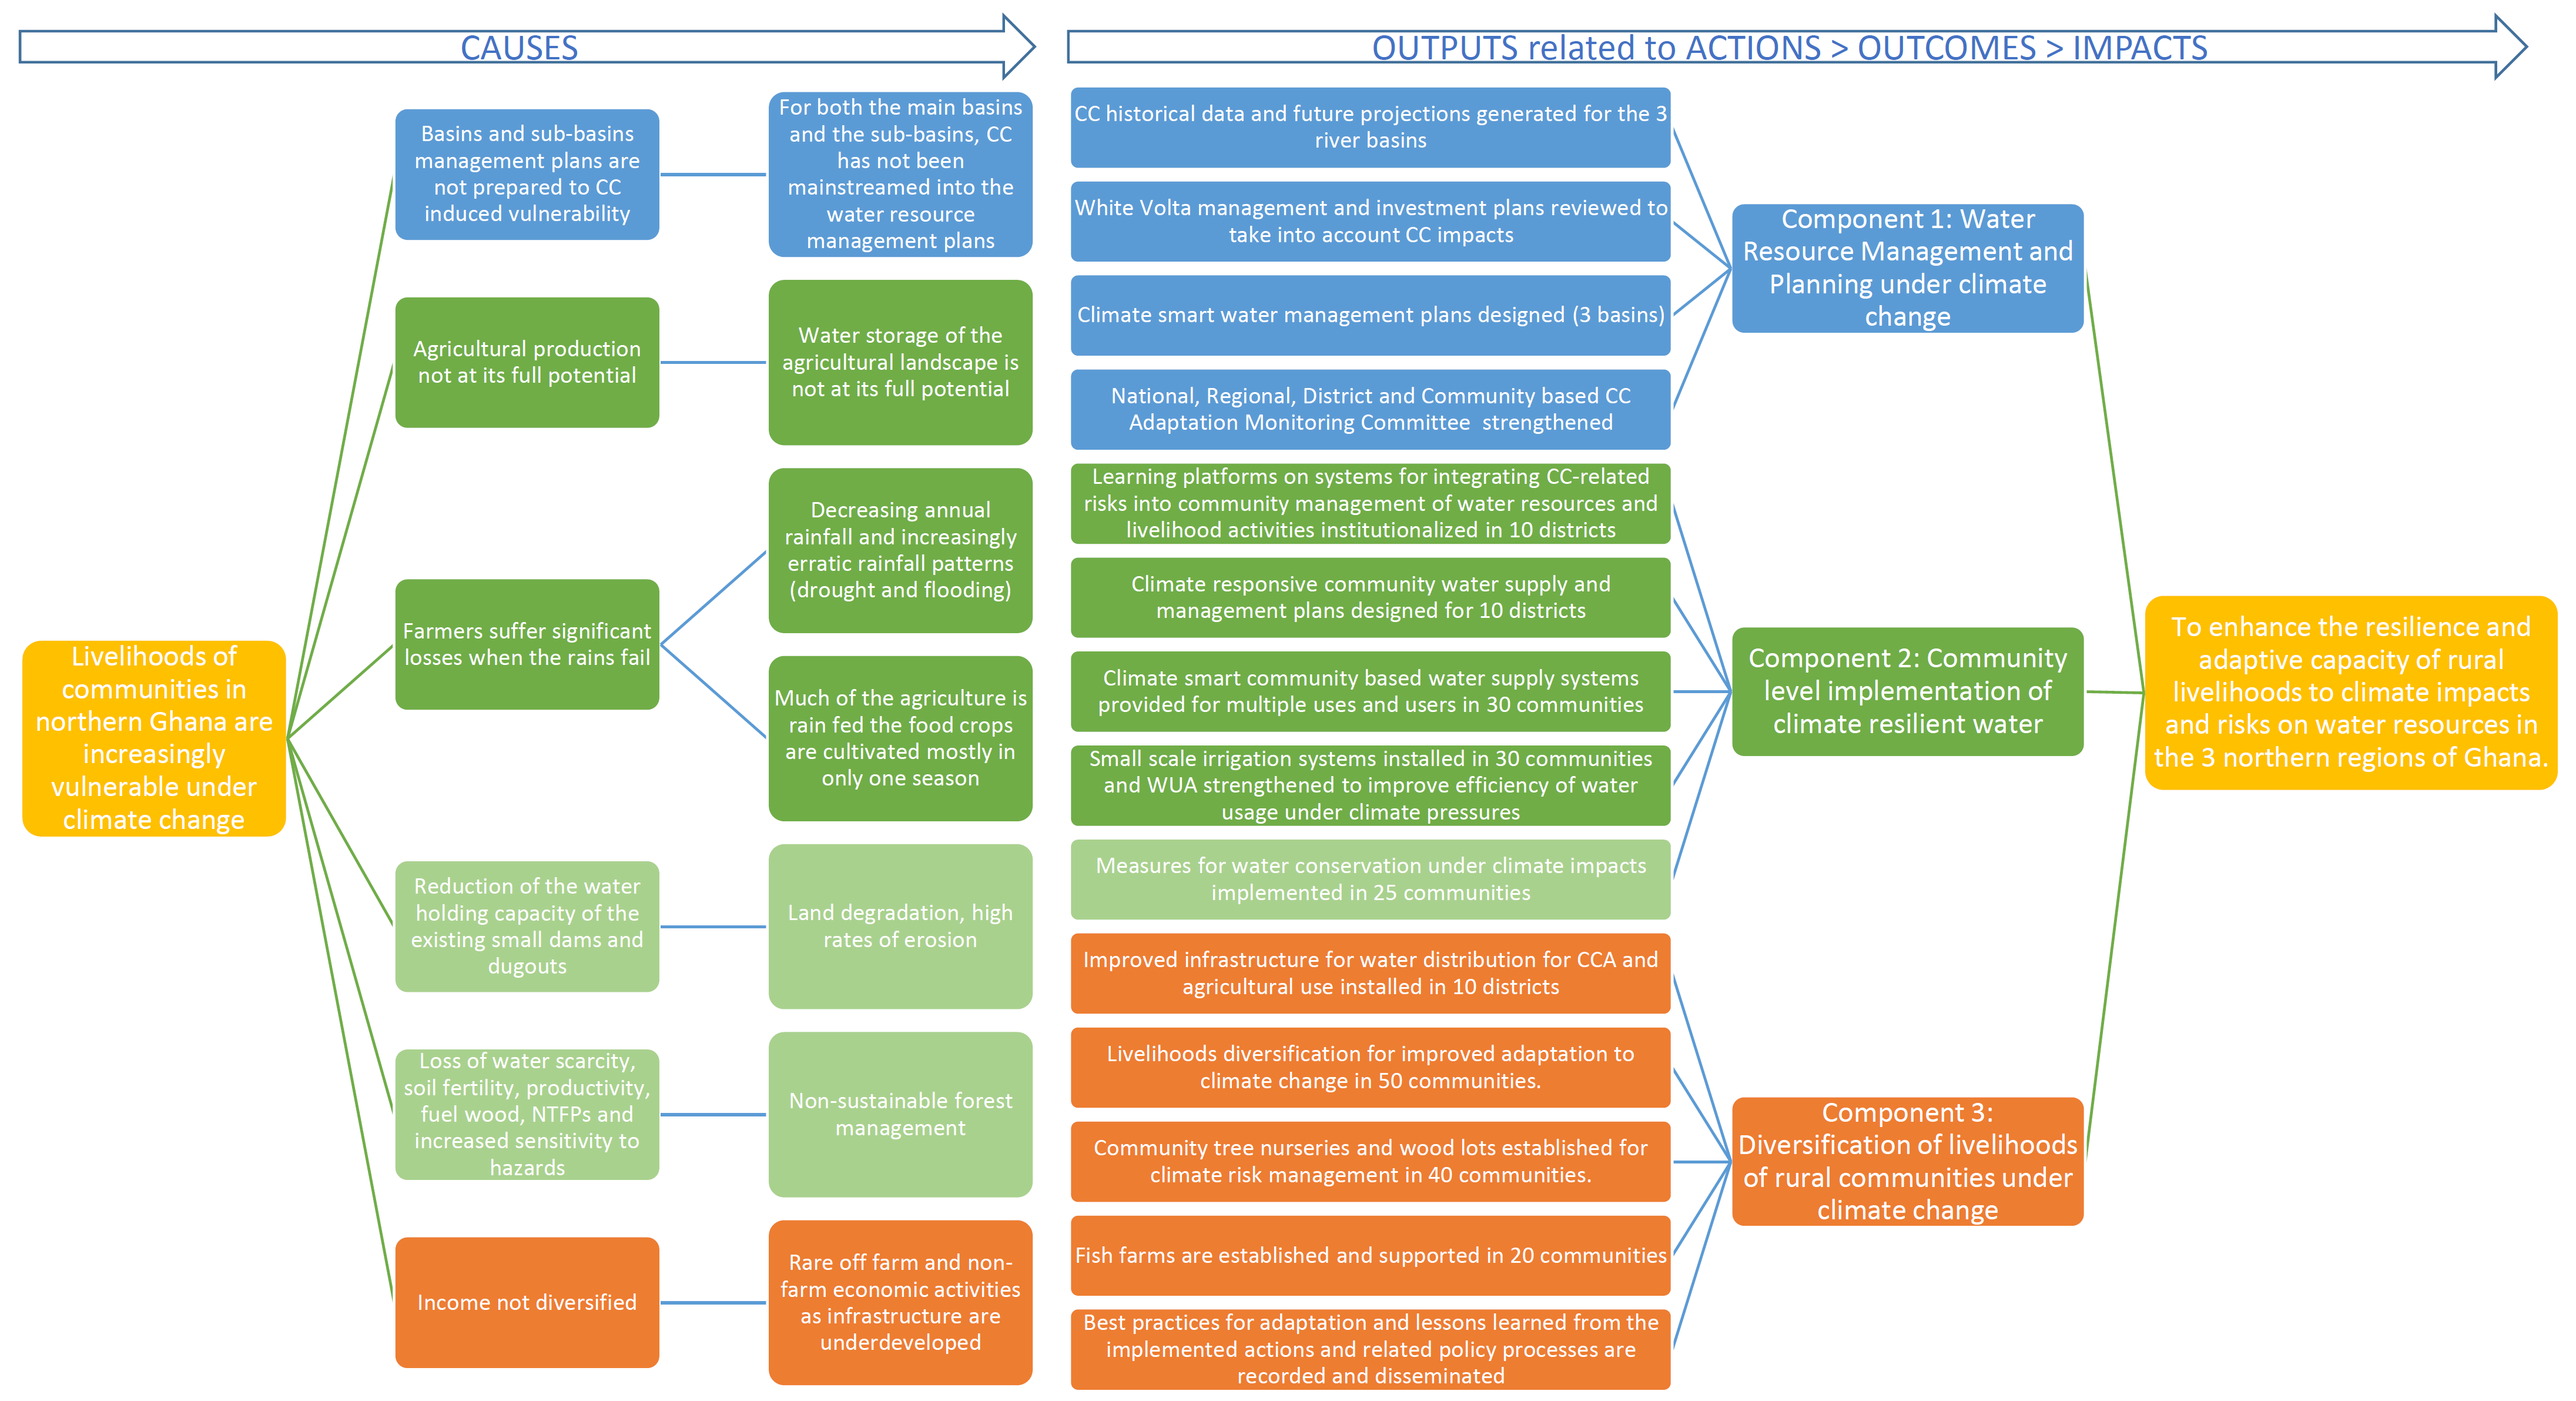 CAUSES
OUTPUTS related to ACTIONS > OUTCOMES > IMPACTS
Livelihoods of
communities in
northern Ghana are
increasingly
vulnerable under
climate change
Basins and sub-basins
management plans are
not prepared to CC
induced vulnerability
For both the main basins
and the sub-basins, CC
has not been
mainstreamed into the
water resource
management plans
Agricultural production
not at its full potential
Water storage of the
agricultural landscape is
not at its full potential
Farmers suffer significant
losses when the rains fail
Decreasing annual
rainfall and increasingly
erratic rainfall patterns
(drought and flooding)
Much of the agriculture is
rain fed the food crops
are cultivated mostly in
only one season
Reduction of the water
holding capacity of the
existing small dams and
dugouts
Land degradation, high
rates of erosion
Loss of water scarcity,
soil fertility, productivity,
fuel wood, NTFPs and
increased sensitivity to
hazards
Non-sustainable forest
management
Income not diversified
Rare off farm and non-
farm economic activities
as infrastructure are
underdeveloped
CC historical data and future projections generated for the 3
river basins
White Volta management and investment plans reviewed to
take into account CC impacts
Climate smart water management plans designed (3 basins)
National, Regional, District and Community based CC
Adaptation Monitoring Committee  strengthened
Component 1: Water
Resource Management and
Planning under climate
change
Learning platforms on systems for integrating CC-related
risks into community management of water resources and
livelihood activities institutionalized in 10 districts
Climate responsive community water supply and
management plans designed for 10 districts
Climate smart community based water supply systems
provided for multiple uses and users in 30 communities
Small scale irrigation systems installed in 30 communities
and WUA strengthened to improve efficiency of water
usage under climate pressures
Measures for water conservation under climate impacts
implemented in 25 communities
Component 2: Community
level implementation of
climate resilient water
Improved infrastructure for water distribution for CCA and
agricultural use installed in 10 districts
Livelihoods diversification for improved adaptation to
climate change in 50 communities.
Community tree nurseries and wood lots established for
climate risk management in 40 communities.
Fish farms are established and supported in 20 communities
Best practices for adaptation and lessons learned from the
implemented actions and related policy processes are
recorded and disseminated
Component 3:
Diversification of livelihoods
of rural communities under
climate change
To enhance the resilience and
adaptive capacity of rural
livelihoods to climate impacts
and risks on water resources in
the 3 northern regions of Ghana.